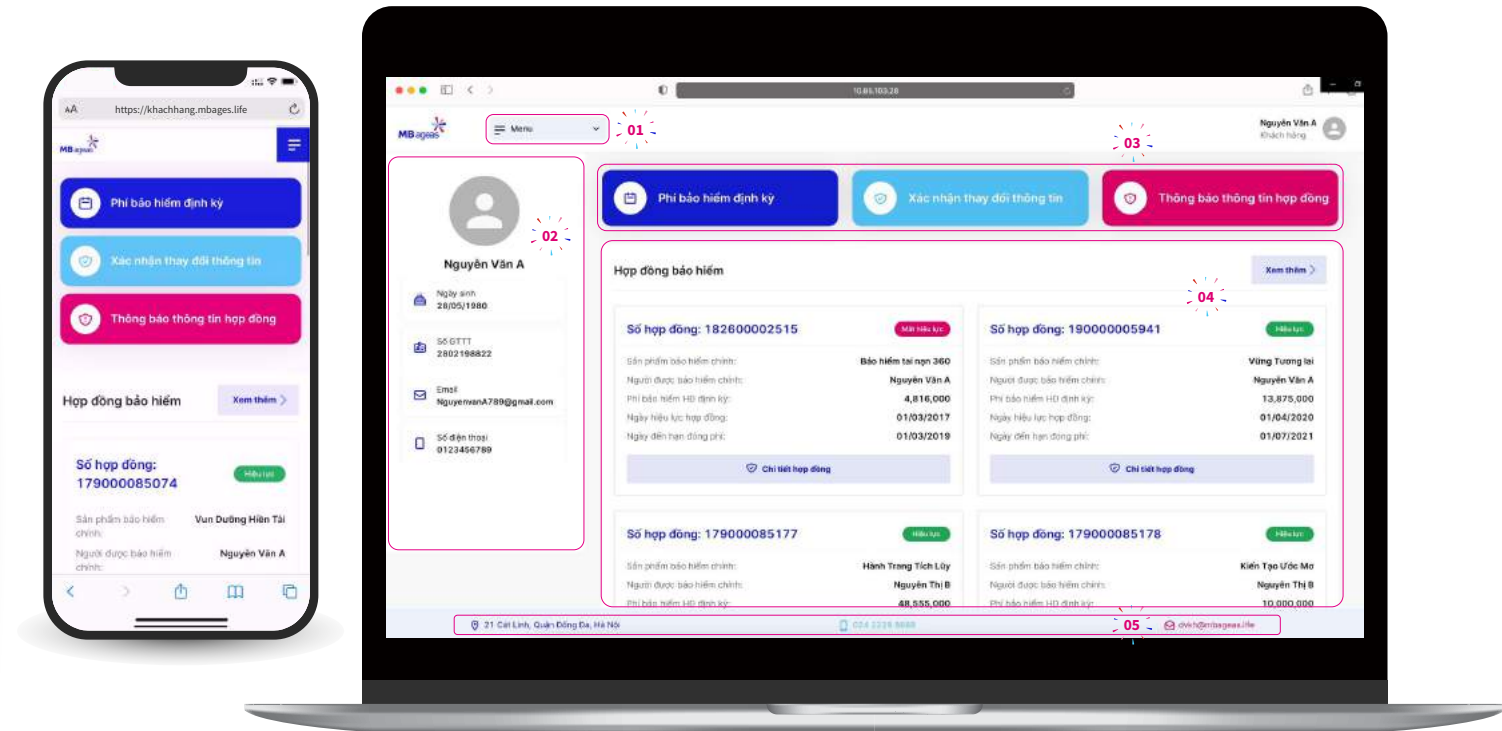 AA https://khachhang.mbages.life
MB ageas
Phí bảo hiểm định kỳ
Xác nhận thay đổi thông tin
Thông báo thông tin hợp đồng
Hợp đồng bảo hiểm
Xem thêm
Số hợp đồng:
179000085074
Hiệu lực
Sản phẩm bảo hiểm
chính:
Vun Dưỡng Hiền Tài
Người được bảo hiểm
chính:
Nguyễn Văn A
10.85.103.28
MB ageas
Menu
01
Nguyễn Văn A
Khách hàng
03
02
Nguyễn Văn A
Ngày sinh
28/05/1980
Số GTTT
2802198822
Email
NguyenvanA789@gmail.com
Số điện thoại
0123456789
Phí bảo hiểm định kỳ
Xác nhận thay đổi thông tin
Thông báo thông tin hợp đồng
Hợp đồng bảo hiểm
Xem thêm
04
Số hợp đồng: 182600002515
Mất hiệu lực
Sản phẩm bảo hiểm chính: Bảo hiểm tai nạn 360
Người được bảo hiểm chính: Nguyễn Văn A
Phí bảo hiểm HĐ định kỳ: 4,816,000
Ngày hiệu lực hợp đồng: 01/03/2017
Ngày đến hạn đóng phí: 01/03/2019
Chi tiết hợp đồng
Số hợp đồng: 190000005941
Hiệu lực
Sản phẩm bảo hiểm chính: Vững Tương lai
Người được bảo hiểm chính: Nguyễn Văn A
Phí bảo hiểm HĐ định kỳ: 13,875,000
Ngày hiệu lực hợp đồng: 01/04/2020
Ngày đến hạn đóng phí: 01/07/2021
Chi tiết hợp đồng
Số hợp đồng: 179000085177
Hiệu lực
Sản phẩm bảo hiểm chính: Hành Trang Tích Lũy
Người được bảo hiểm chính: Nguyễn Thị B
Phí bảo hiểm HĐ định kỳ: 48,555,000
Số hợp đồng: 179000085178
Hiệu lực
Sản phẩm bảo hiểm chính: Kiến Tạo Ước Mơ
Người được bảo hiểm chính: Nguyễn Thị B
Phí bảo hiểm HĐ định kỳ: 10,000,000
21 Cát Linh, Quận Đống Đa, Hà Nội
05
dvkh@mbageas.life